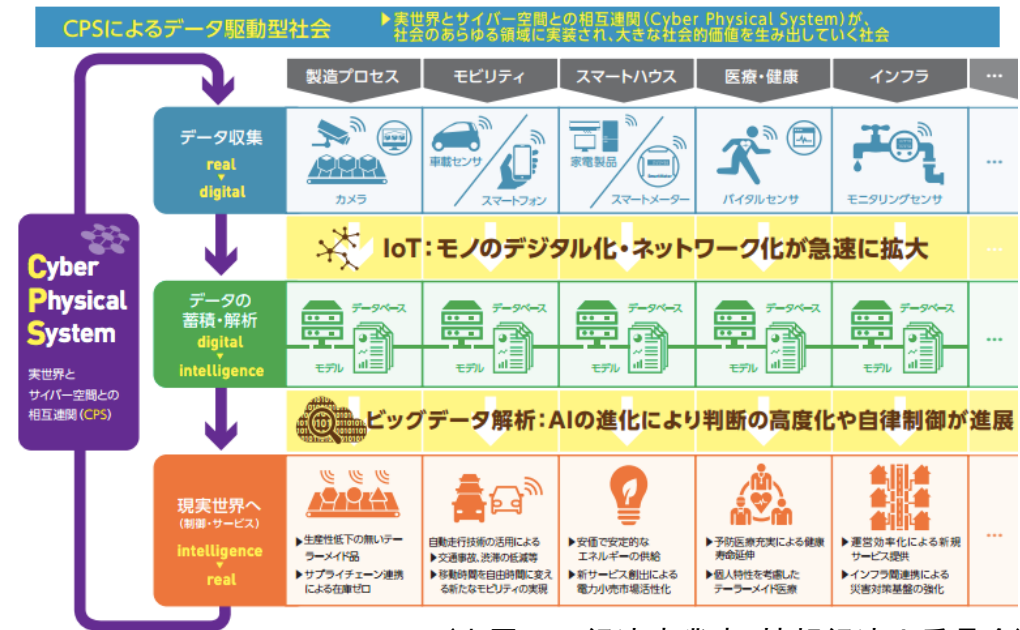 CPSによるデータ駆動型社会
▶実世界とサイバー空間との相互連関(Cyber Physical System)が、
社会のあらゆる領域に実装され、大きな社会的価値を生み出していく社会
製造プロセス
モビリティ
スマートハウス
医療・健康
インフラ
…
データ収集
real
▼
digital
カメラ
車載センサ
スマートフォン
家電製品
スマートメーター
バイタルセンサ
モニタリングセンサ
…
IoT:モノのデジタル化・ネットワーク化が急速に拡大
…
Cyber
Physical
System
実世界と
サイバー空間との
相互連関(CPS)
データの
蓄積・解析
digital
▼
intelligence
データベース
モデル
データベース
モデル
データベース
モデル
データベース
モデル
データベース
モデル
…
ビッグデータ解析:AIの進化により判断の高度化や自律制御が進展
現実世界へ
(制御・サービス)
intelligence
▼
real
▶生産性低下の無いテー
ラーメイド品
▶サプライチェーン連携
による在庫ゼロ
自動走行技術の活用による
▶交通事故、渋滞の低減等
▶移動時間を自由時間に変え
る新たなモビリティの実現
▶安価で安定的な
エネルギーの供給
▶新サービス創出による
電力小売市場活性化
▶予防医療充実による健康
寿命延伸
▶個人特性を考慮した
テーラーメイド医療
▶運営効率化による新規
サービス提供
▶インフラ間連携による
災害対策基盤の強化
…